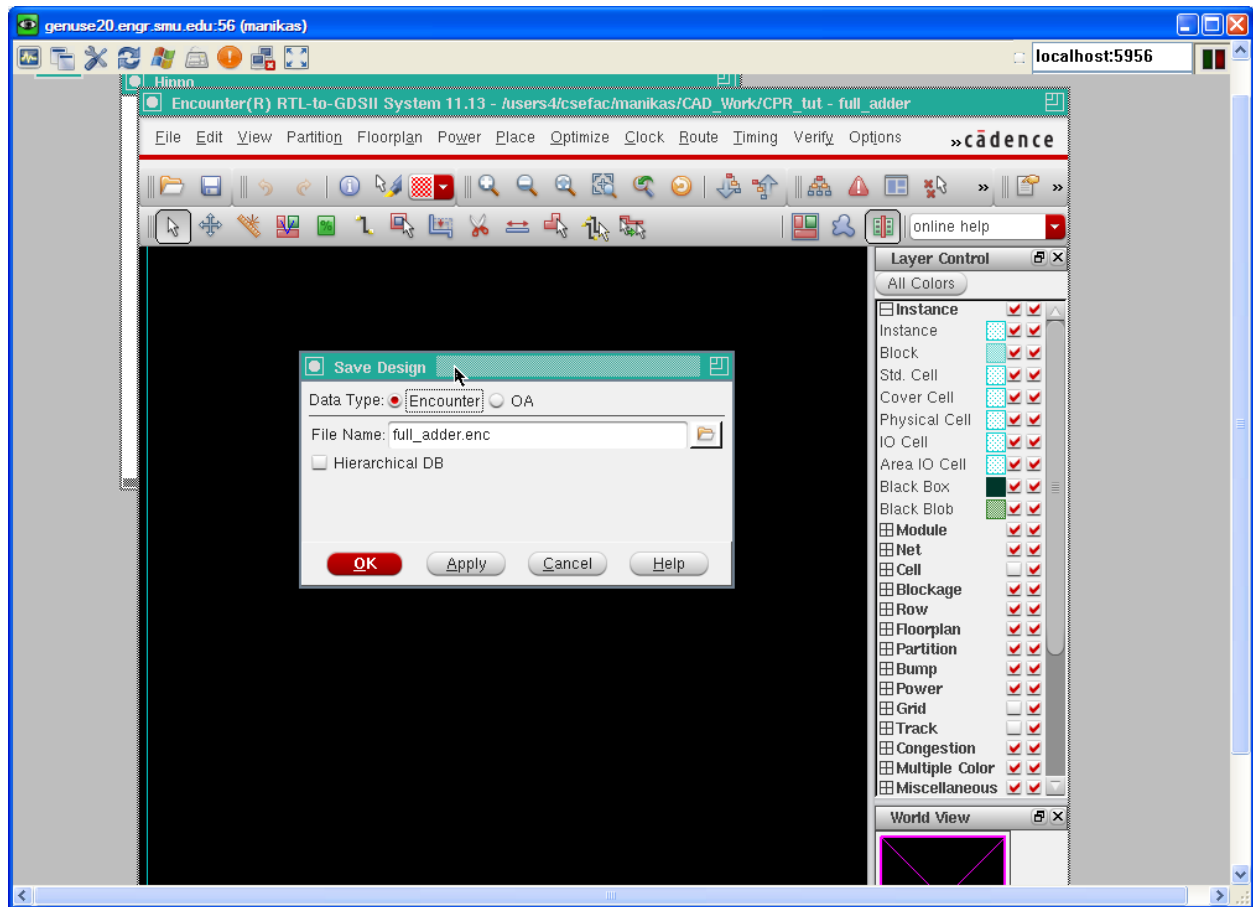 genuse20.engr.smu.edu:56 (manikas)
localhost:5956
Encounter(R) RTL-to-GDSII System 11.13 - /users4/csefac/manikas/CAD_Work/CPR_tut - full_adder
File Edit View Partition Floorplan Power Place Optimize Clock Route Timing Verify Options »cādence
» »
online help
Layer Control
All Colors
Instance
Instance
Block
Std. Cell
Cover Cell
Physical Cell
IO Cell
Area IO Cell
Black Box
Black Blob
Module
Net
Cell
Blockage
Row
Floorplan
Partition
Bump
Power
Grid
Track
Congestion
Multiple Color
Miscellaneous
World View
Save Design
Data Type: Encounter OA
File Name: full_adder.enc
Hierarchical DB
OK Apply Cancel Help